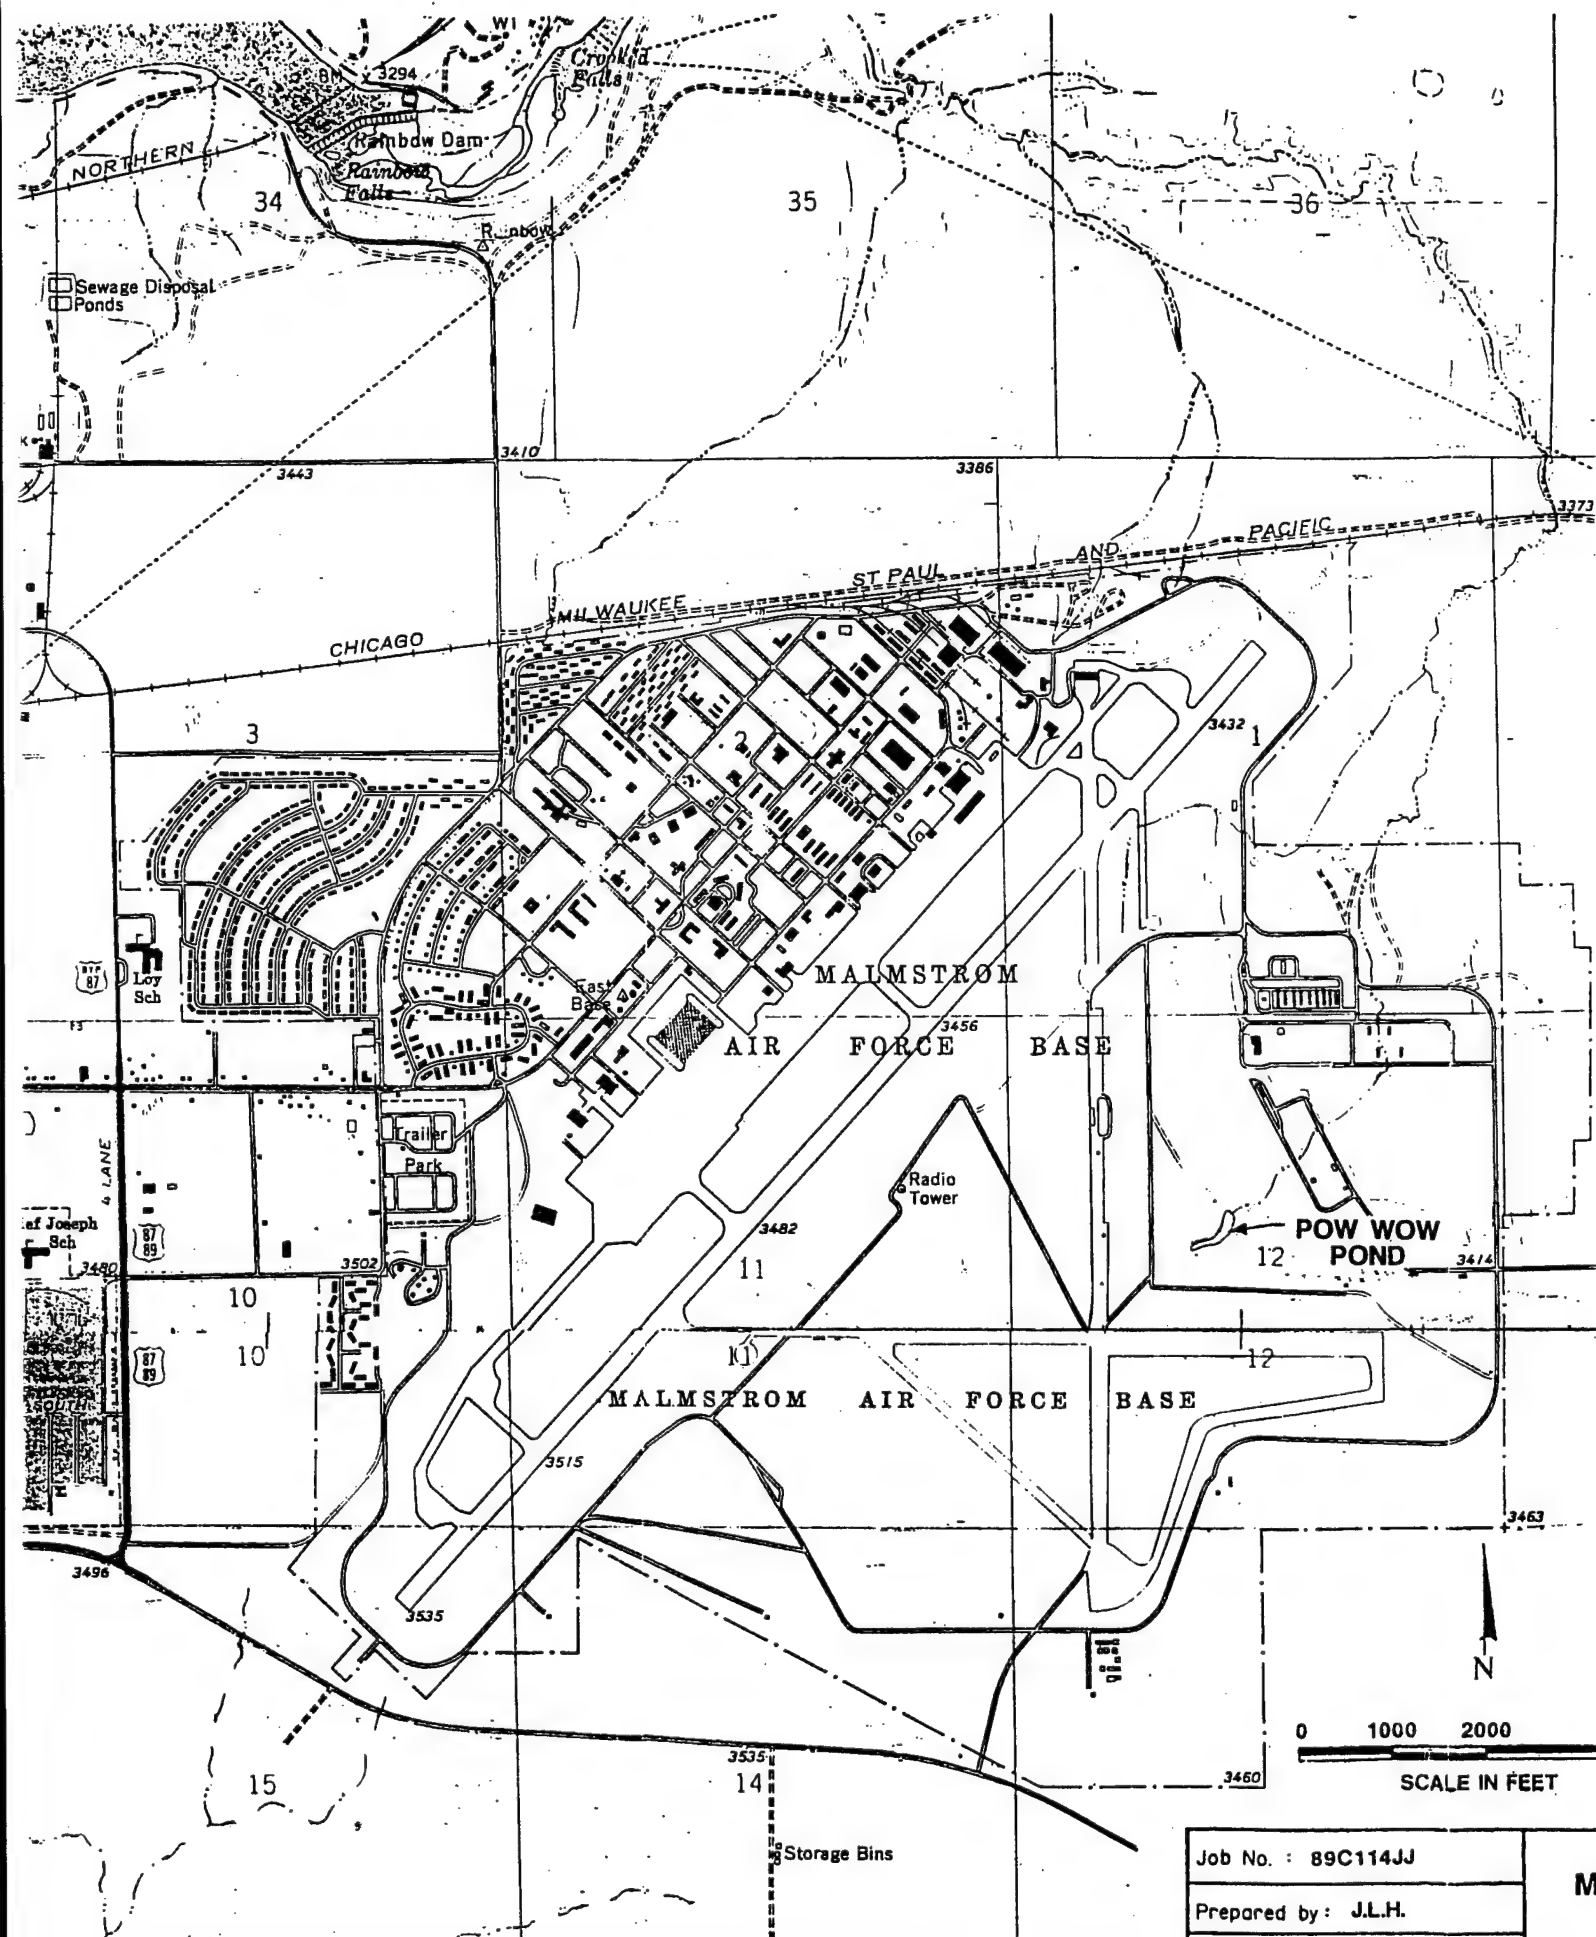 WI
Crooked
Falls
BM 3294
Rainbow Dam
Rainbow
Falls
NORTHERN
34
35
36
Sewage Disposal
Ponds
3410
3443
3386
3373
CHICAGO
MILWAUKEE
ST PAUL
AND
PACIFIC
3
2
3432
1
87
Loy
Sch
East
Base
MALMSTROM
AIR FORCE BASE
3456
Trailer
Park
4 LANE
Radio
Tower
ef Joseph
Sch
87
89
3480
3502
3482
POW WOW
POND
12
3414
10
11
10
87
89
11
12
SOUTH
MALMSTROM AIR FORCE BASE
3515
3463
3496
3535
N
0 1000 2000
SCALE IN FEET
3535
3460
15
14
Storage Bins
Job No. : 89C114JJ
M
Prepared by : J.L.H.